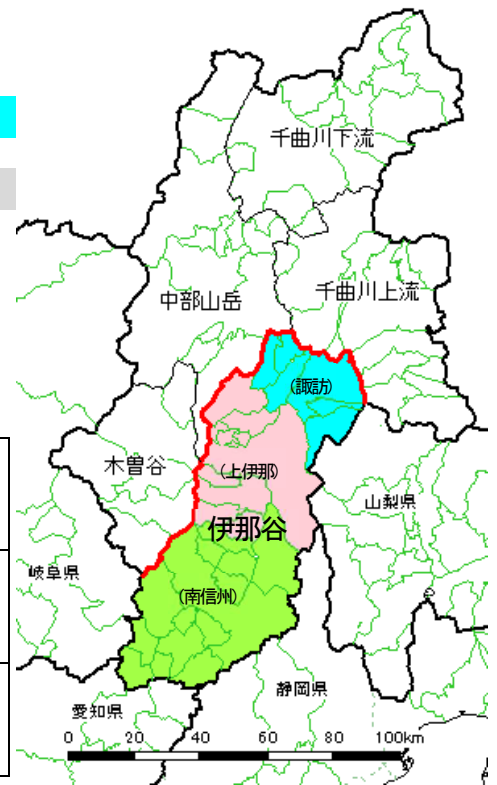 千曲川下流
千曲川上流
中部山岳
(諏訪)
木曽谷
(上伊那)
山梨県
伊那谷
岐阜県
(南信州)
静岡県
愛知県
0 20 40 60 80 100km